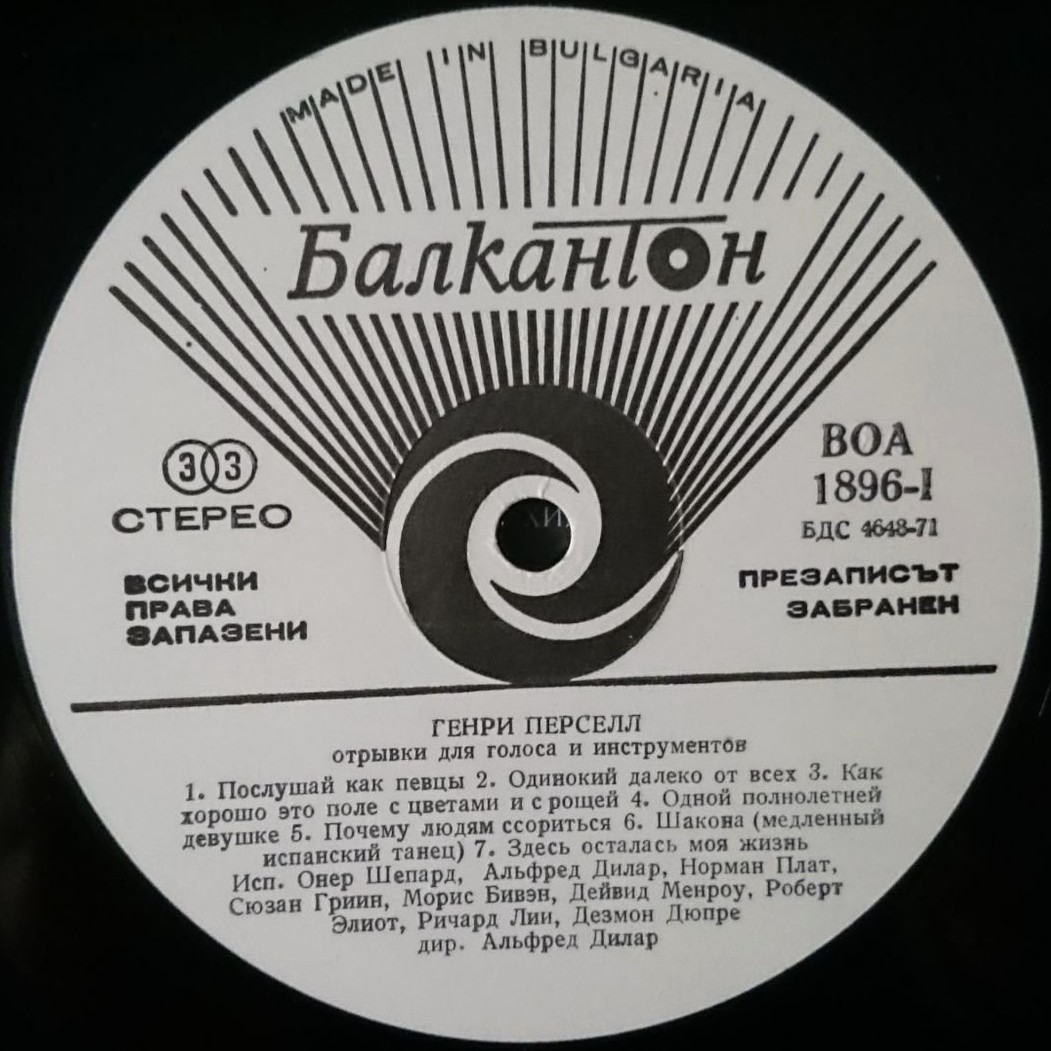 MADE IN BULGARIA
Балкантон
33
СТЕРЕО
ВСИЧКИ
ПРАВА
ЗАПАЗЕНИ
ВОА
1896-I
БДС 4648-71
ПРЕЗАПИСЪТ
ЗАБРАНЕН
ГЕНРИ ПЕРСЕЛЛ
отрывки для голоса и инструментов
1. Послушай как певцы 2. Одинокий далеко от всех 3. Как
хорошо это поле с цветами и с рощей 4. Одной полнолетней
девушке 5. Почему людям ссориться 6. Шакона (медленный
испанский танец) 7. Здесь осталась моя жизнь
Исп. Онер Шепард, Альфред Дилар, Норман Плат,
Сюзан Гриин, Морис Бивэн, Дейвид Менроу, Роберт
Элиот, Ричард Лии, Дезмон Дюпре
дир. Альфред Дилар